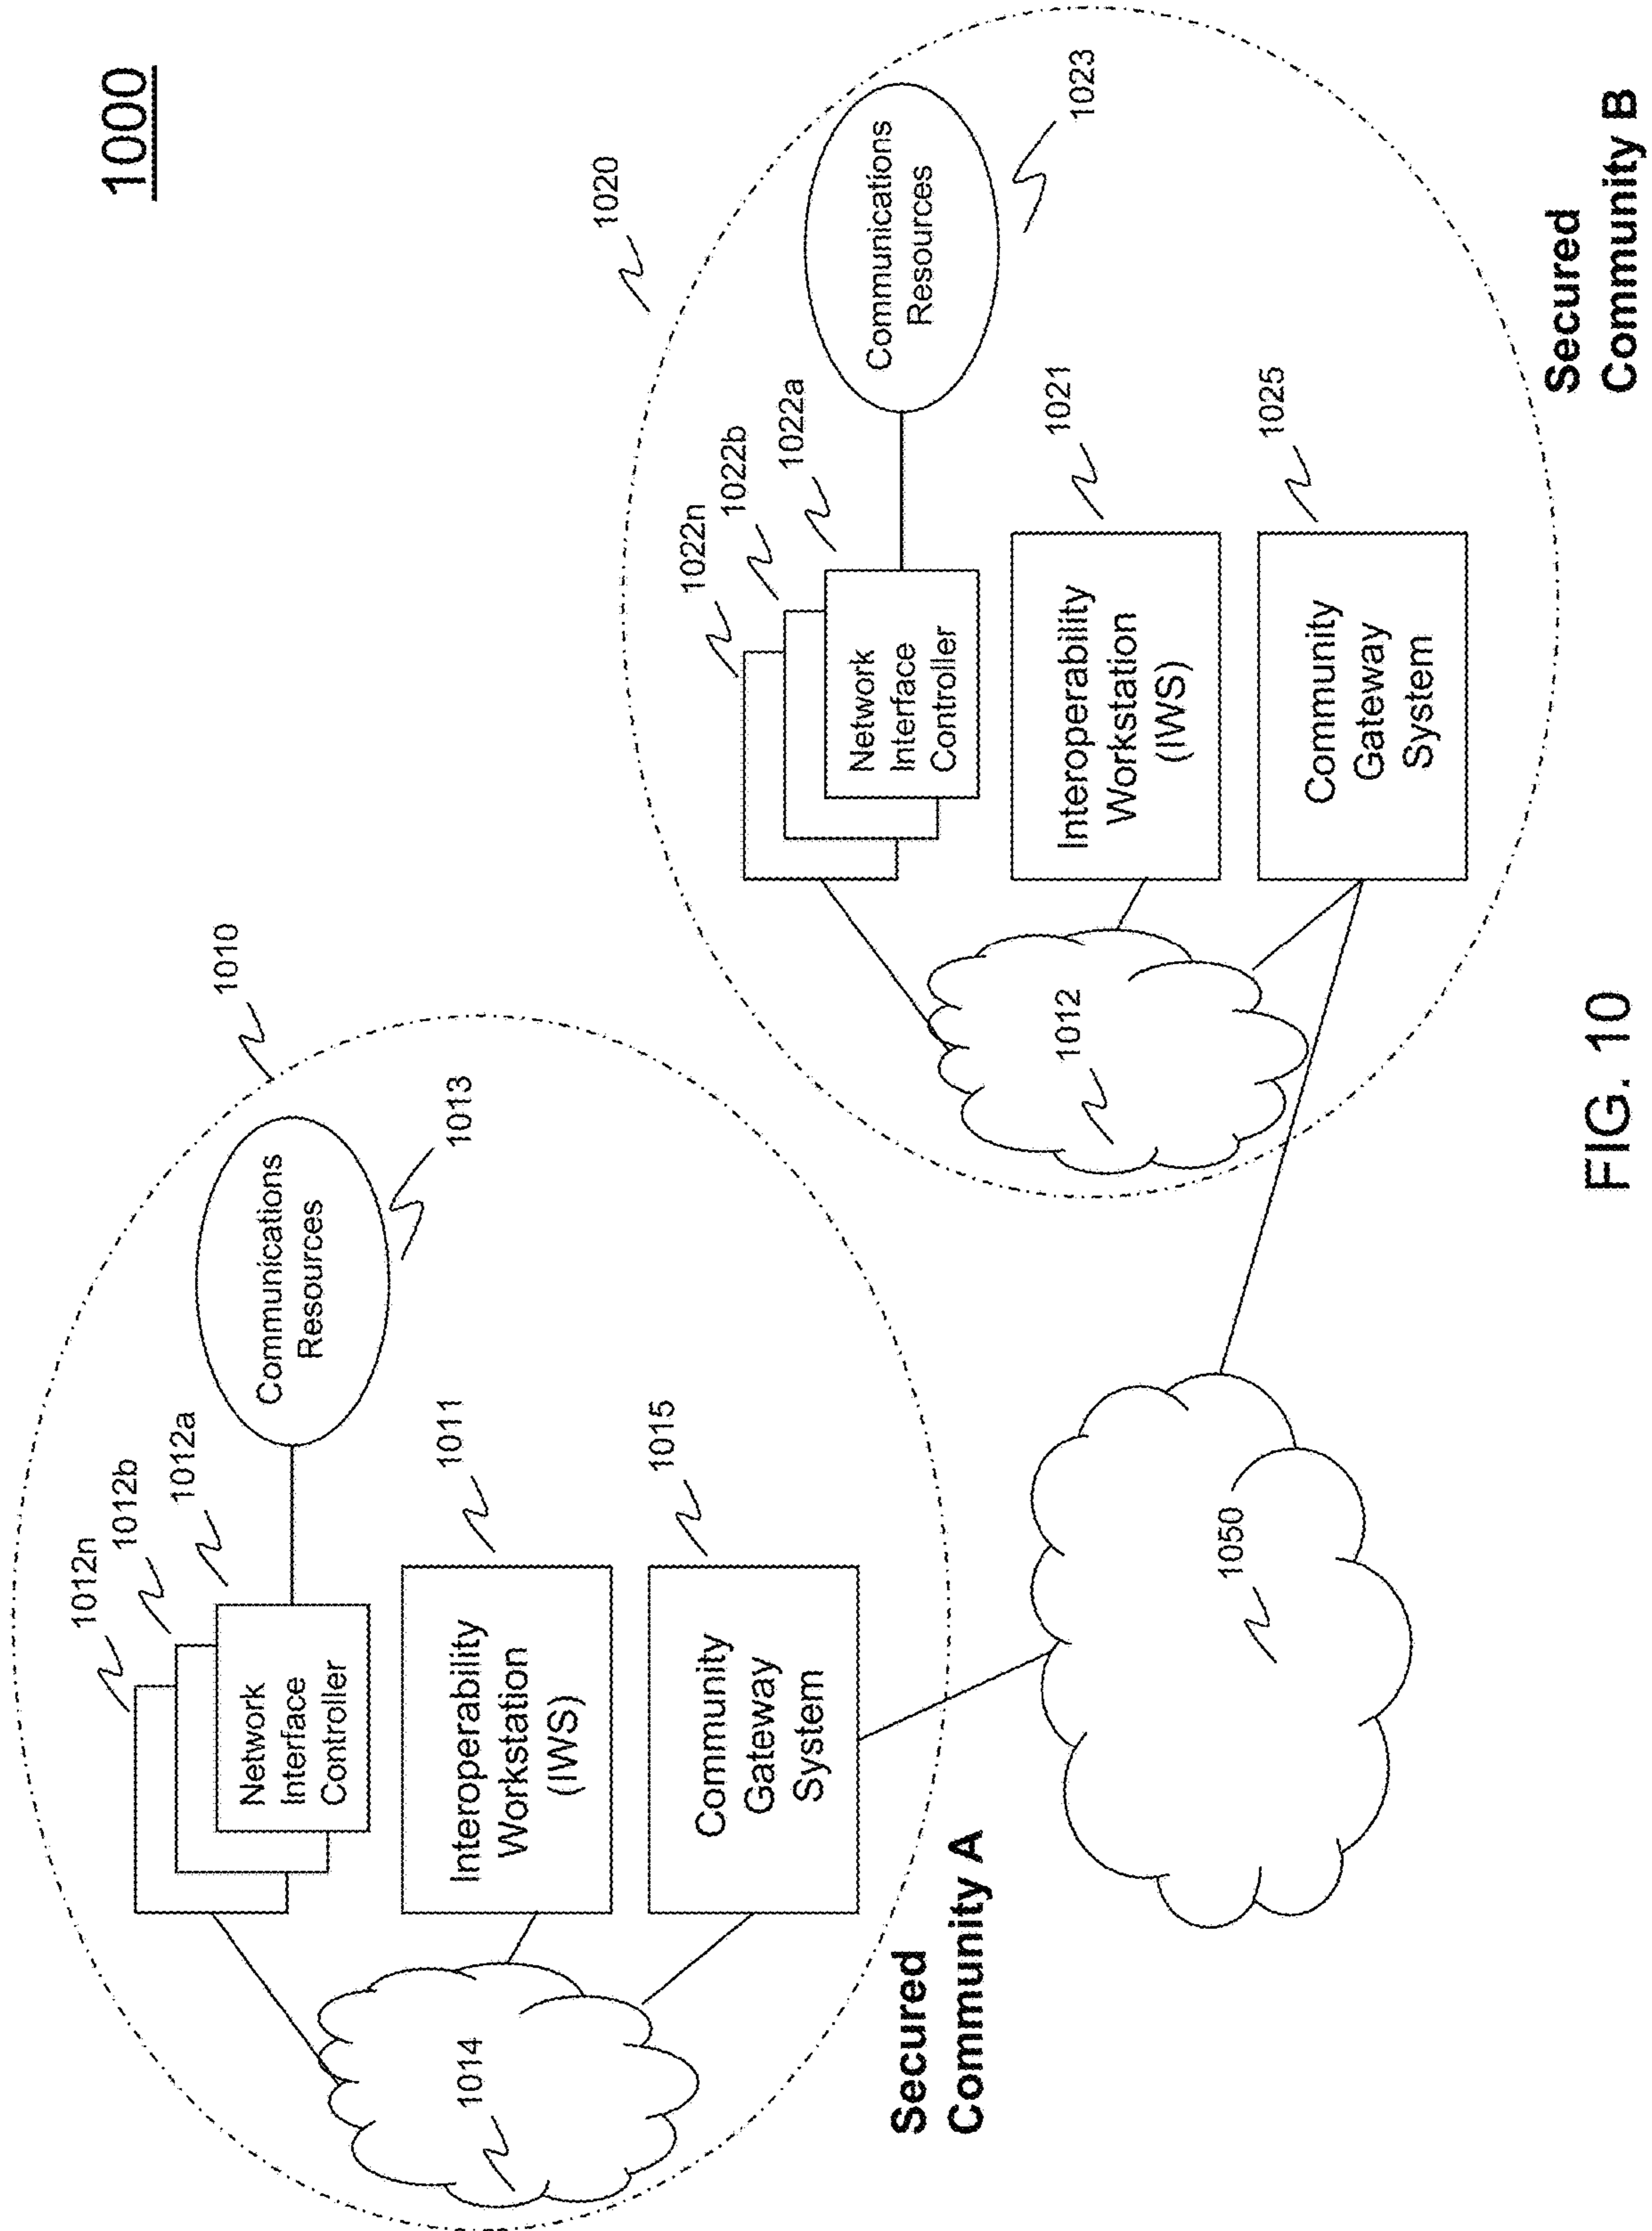 1000
1010
1012n
1012b
1012a
Network
Interface
Controller
Communications
Resources
1013
Interoperability
Workstation
(IWS)
1011
1014
Community
Gateway
System
1015
Secured
Community A
1020
1022n
1022b
1022a
Network
Interface
Controller
Communications
Resources
1023
Interoperability
Workstation
(IWS)
1021
1012
Community
Gateway
System
1025
Secured
Community B
1050
FIG. 10